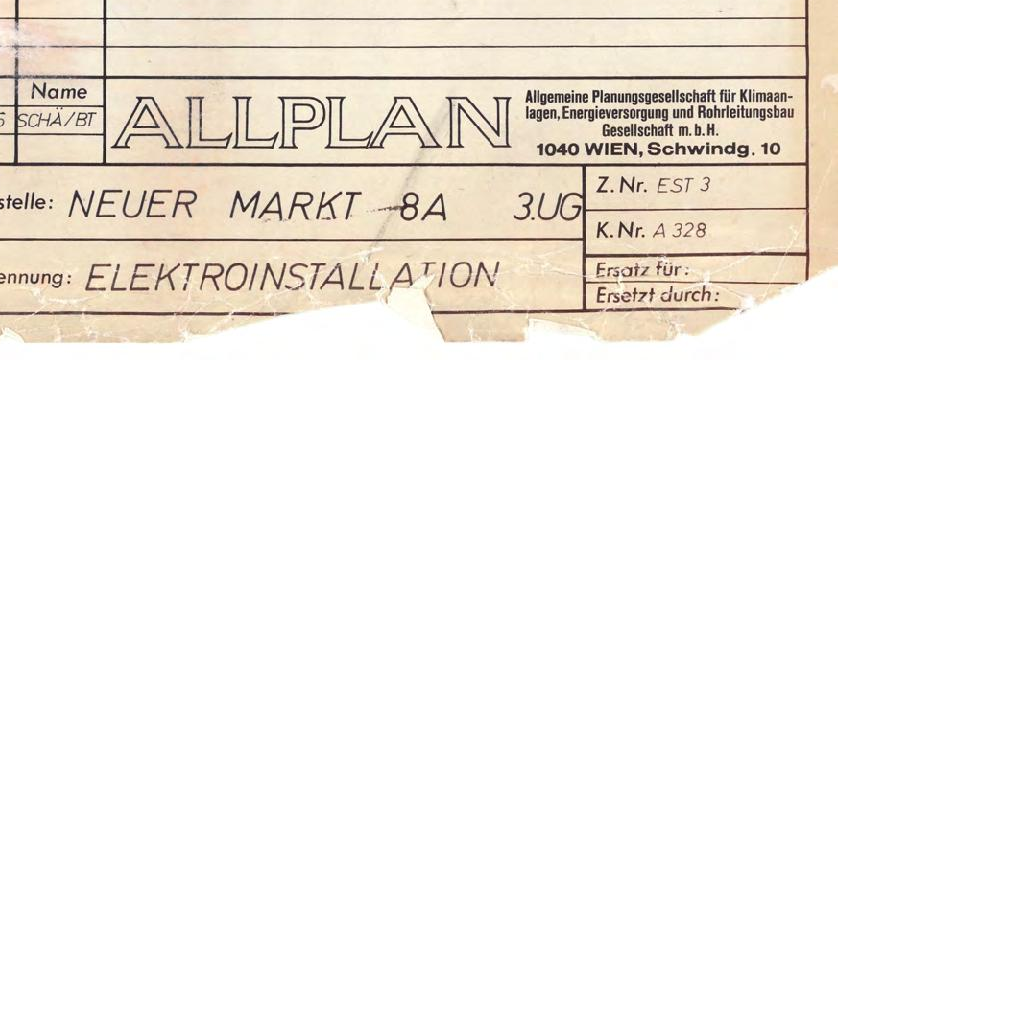 Name
SCHÄ/BT
ALLPLAN
Allgemeine Planungsgesellschaft für Klimaan-
lagen, Energieversorgung und Rohrleitungsbau
Gesellschaft m. b. H.
1040 WIEN, Schwindg. 10
stelle: NEUER MARKT 8A 3.UG
Z. Nr. EST 3
K. Nr. A 328
ennung: ELEKTROINSTALLATION
Ersatz für:
Ersetzt durch: